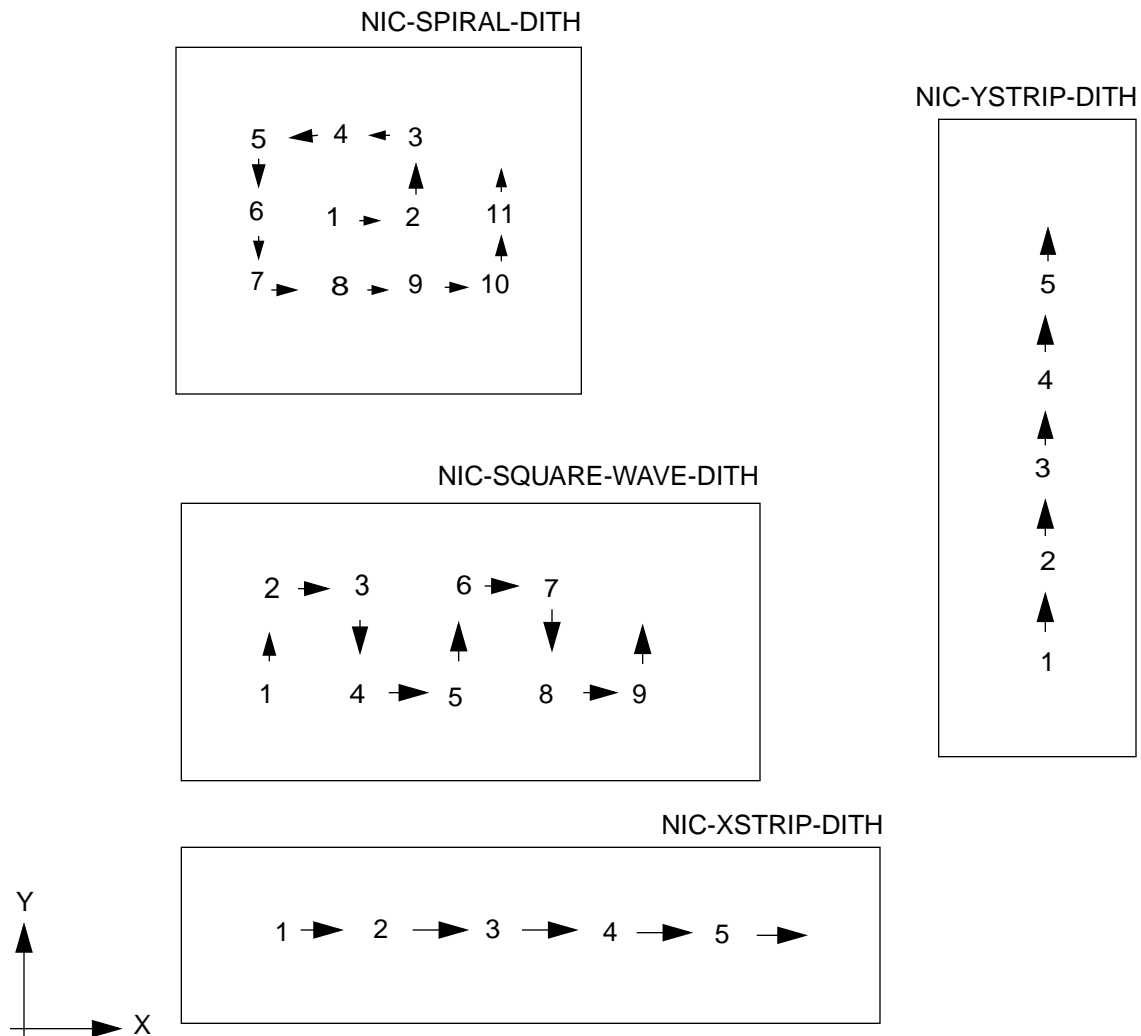 NIC-SPIRAL-DITH
5 4 3
6 1 2 11
7 8 9 10
NIC-YSTRIP-DITH
5
4
3
2
1
NIC-SQUARE-WAVE-DITH
2 3 6 7
1 4 5 8 9
NIC-XSTRIP-DITH
1 2 3 4 5
Y
X